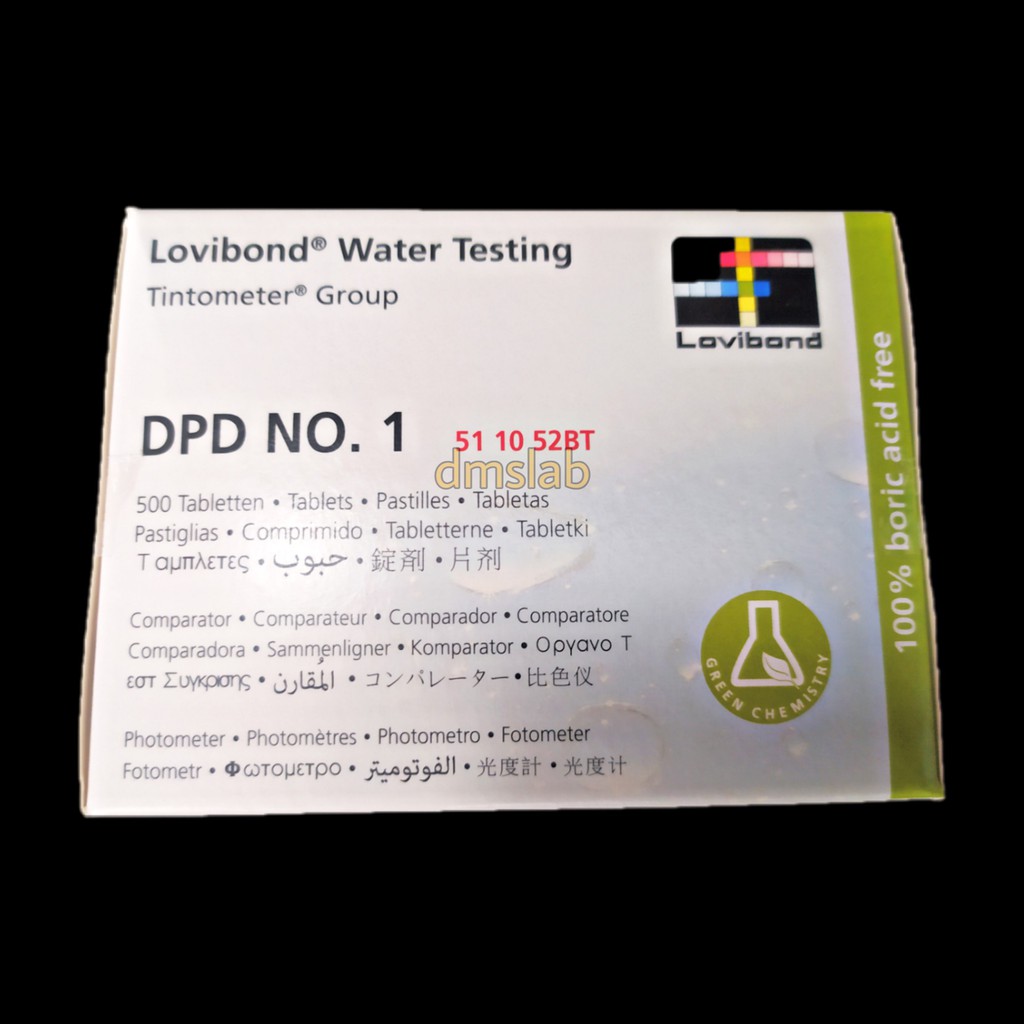 Lovibond® Water Testing
Tintometer® Group
Lovibond
DPD NO. 1 51 10 52BT
dmslab
500 Tabletten • Tablets • Pastilles • Tabletas
Pastiglias • Comprimido • Tabletterne • Tabletki
Τ αμπλετες • حبوب • 錠剤 • 片剂
Comparator • Comparateur • Comparador • Comparatore
Comparadora • Sammenligner • Komparator • Οργανο Τ
εστ Συγκρισης • المُقارن • コンパレーター • 比色仪
Photometer • Photomètres • Photometro • Fotometer
Fotometr • Φωτομετρο • الفوتوميتر • 光度計 • 光度计
100% boric acid free
GREEN CHEMISTRY